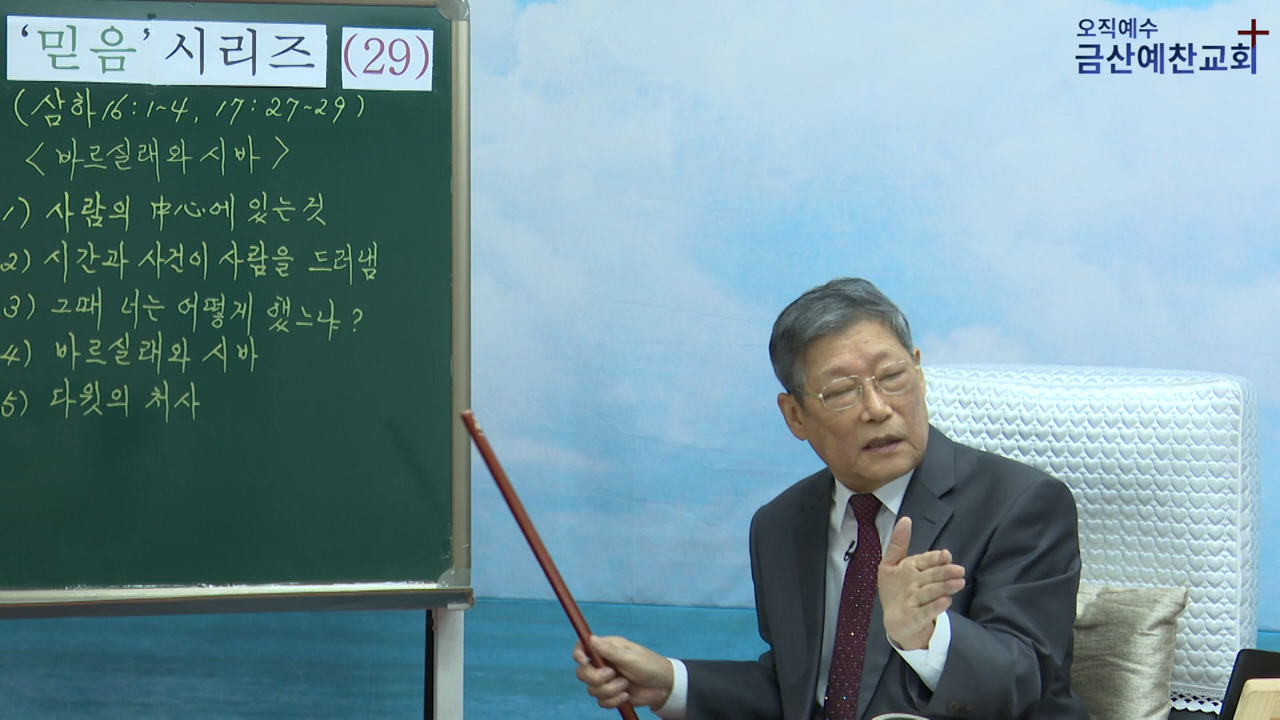 '믿음' 시리즈 (29)
(삼하 16:1~4, 17:27~29)
<바르실래와 시바>
1) 사람의 中心에 있는것
2) 시간과 사건이 사람을 드러냄
3) 그때 너는 어떻게 했느냐?
4) 바르실래와 시바
5) 다윗의 처사
오직예수
금산예찬교회